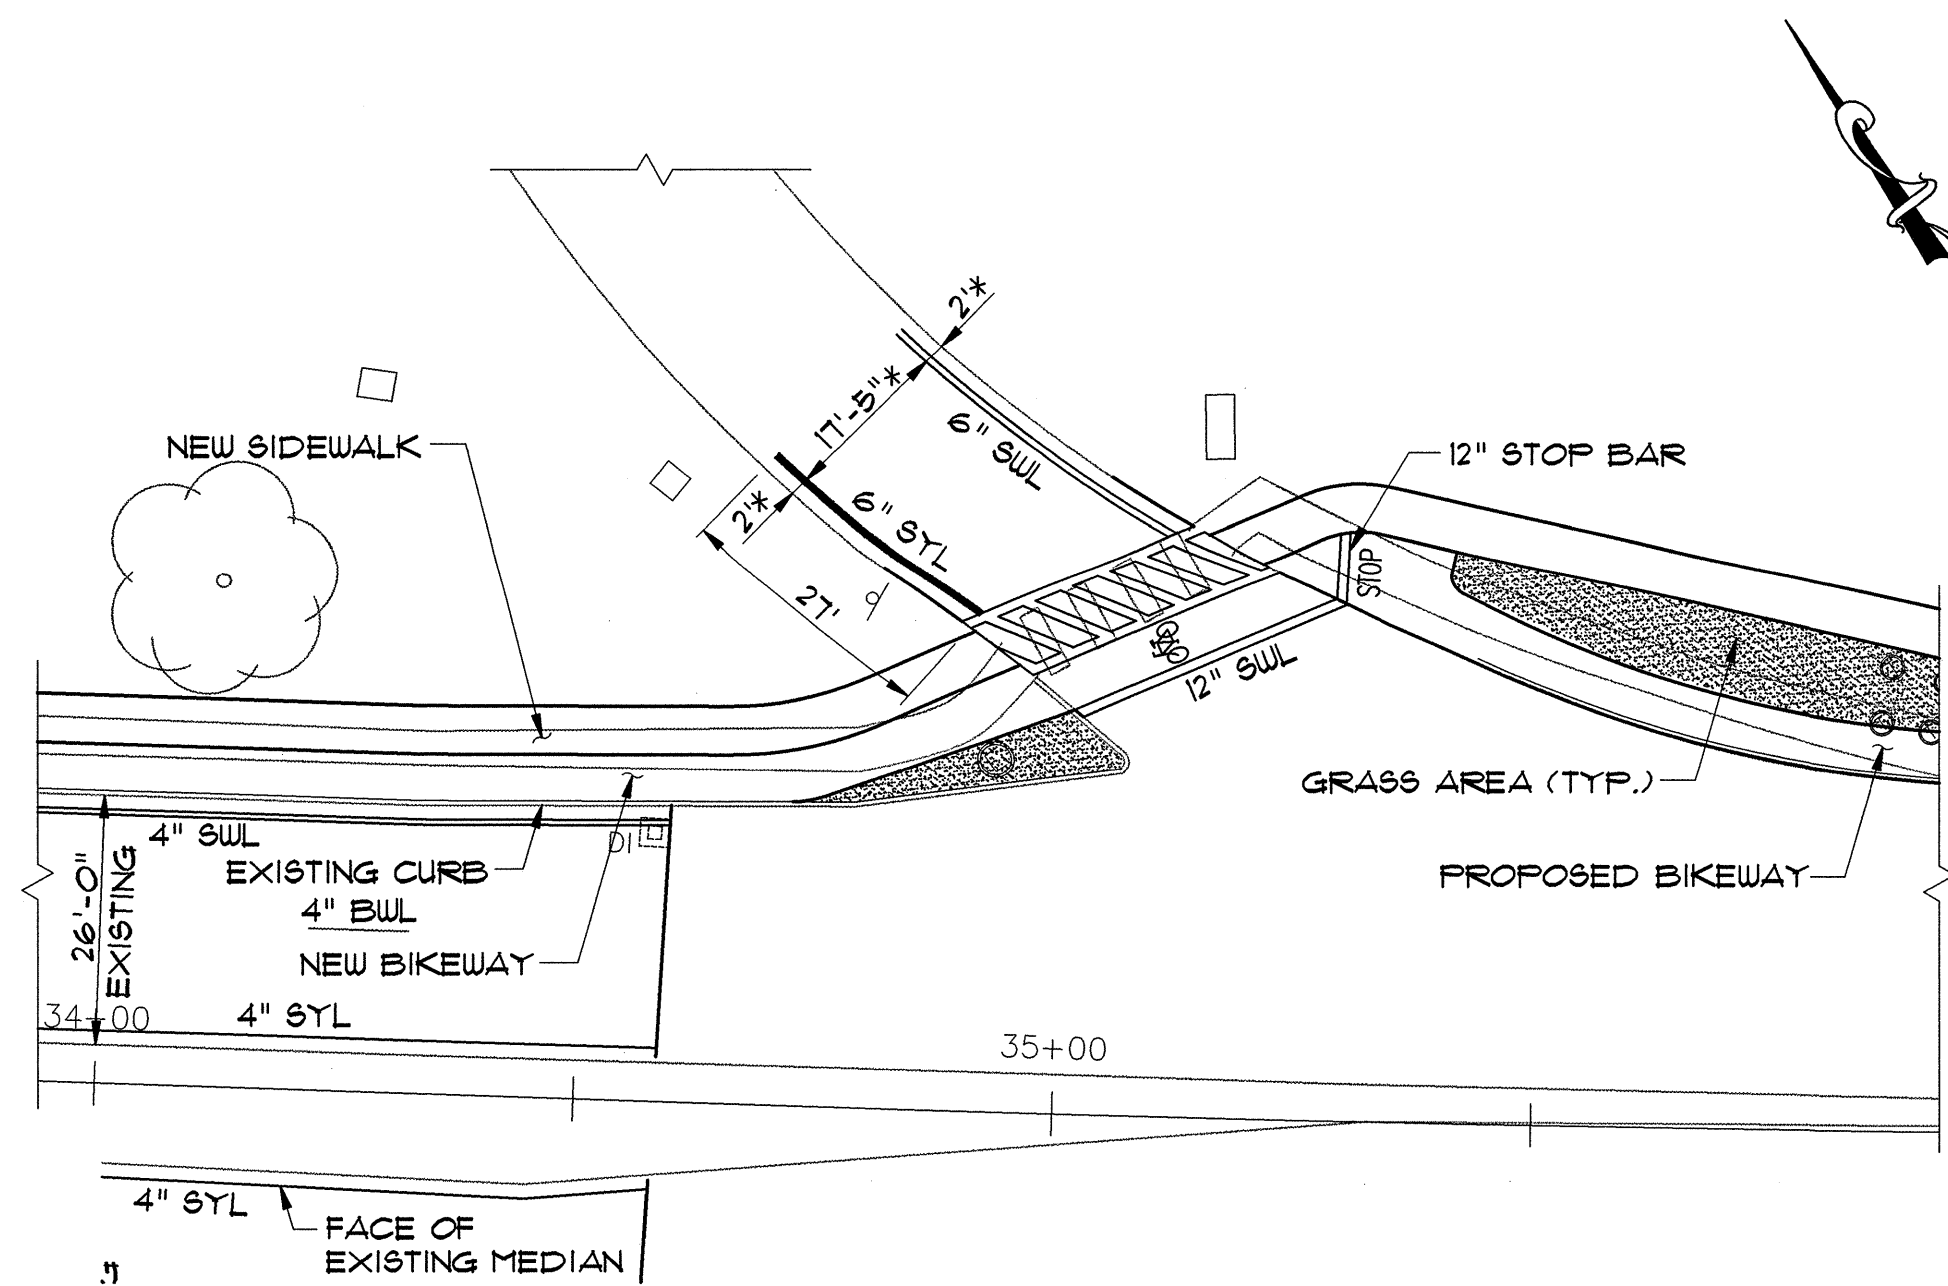 2'*
17'-5"*
6" SWL
NEW SIDEWALK
12" STOP BAR
2'*
6" SYL
STOP
27'
12" SWL
GRASS AREA (TYP.)
4" SWL
DI
EXISTING CURB
PROPOSED BIKEWAY
26'-0"
EXISTING
4" BWL
NEW BIKEWAY
34+00
4" SYL
35+00
4" SYL
FACE OF
EXISTING MEDIAN